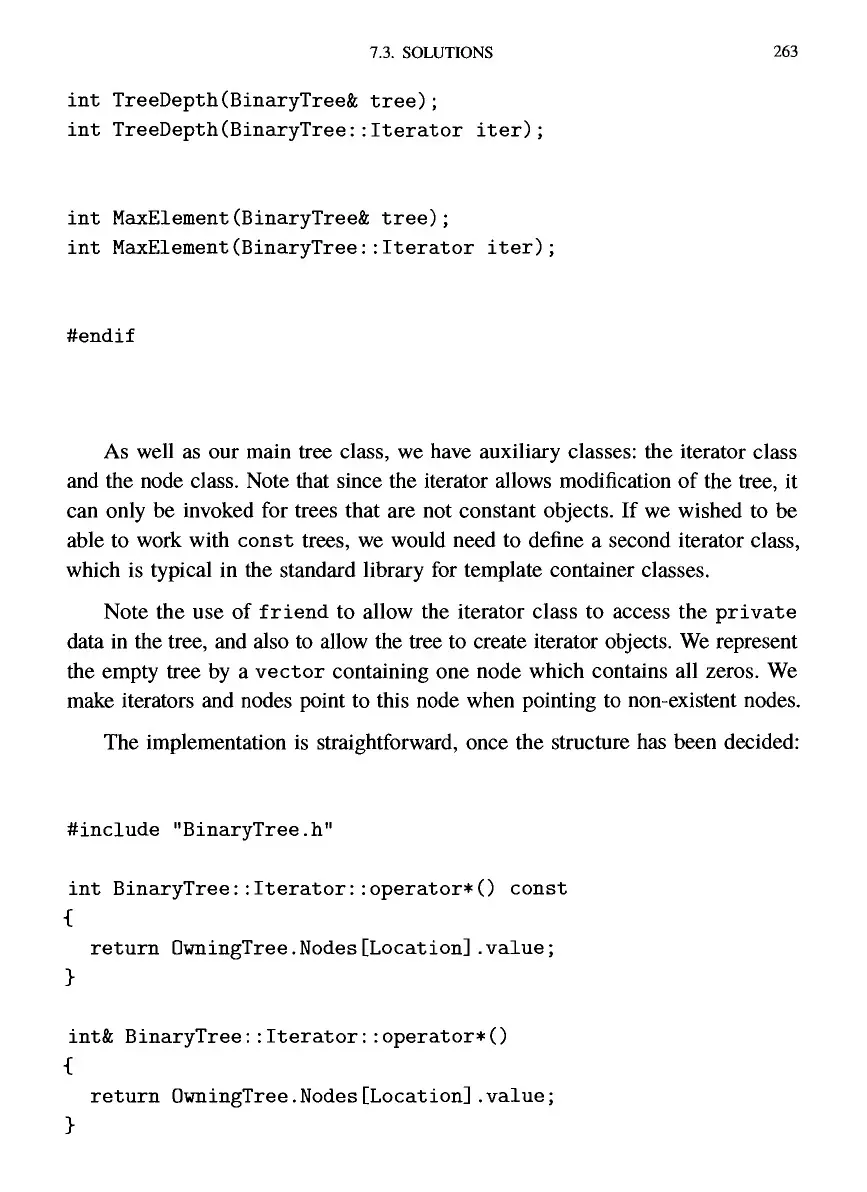 7.3. SOLUTIONS 263
int TreeDepth(BinaryTree& tree);
int TreeDepth(BinaryTree::Iterator iter);
int MaxElement(BinaryTree& tree);
int MaxElement(BinaryTree::Iterator iter);
#endif
As well as our main tree class, we have auxiliary classes: the iterator class
and the node class. Note that since the iterator allows modification of the tree, it
can only be invoked for trees that are not constant objects. If we wished to be
able to work with const trees, we would need to define a second iterator class,
which is typical in the standard library for template container classes.
Note the use of friend to allow the iterator class to access the private
data in the tree, and also to allow the tree to create iterator objects. We represent
the empty tree by a vector containing one node which contains all zeros. We
make iterators and nodes point to this node when pointing to non-existent nodes.
The implementation is straightforward, once the structure has been decided:
#include "BinaryTree.h"
int BinaryTree::Iterator::operator*() const
{
return OwningTree.Nodes[Location].value;
}
int& BinaryTree::Iterator::operator*()
{
return OwningTree.Nodes[Location].value;
}